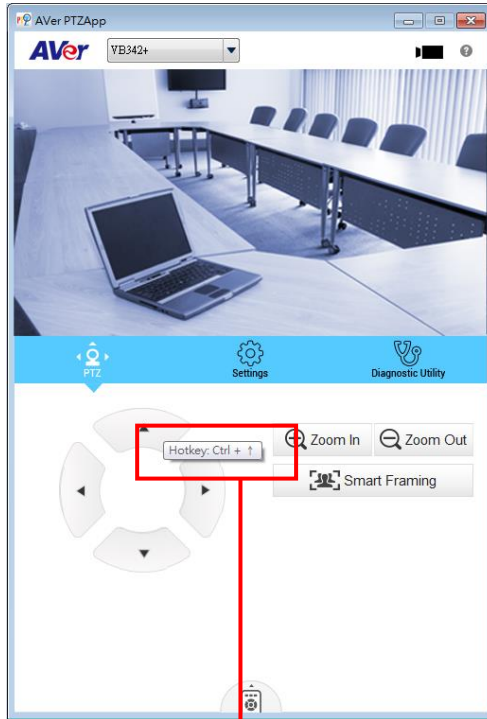 AVer PTZApp
AVer VB342+
PTZ Settings Diagnostic Utility
Hotkey: Ctrl + ↑
Zoom In Zoom Out
Smart Framing